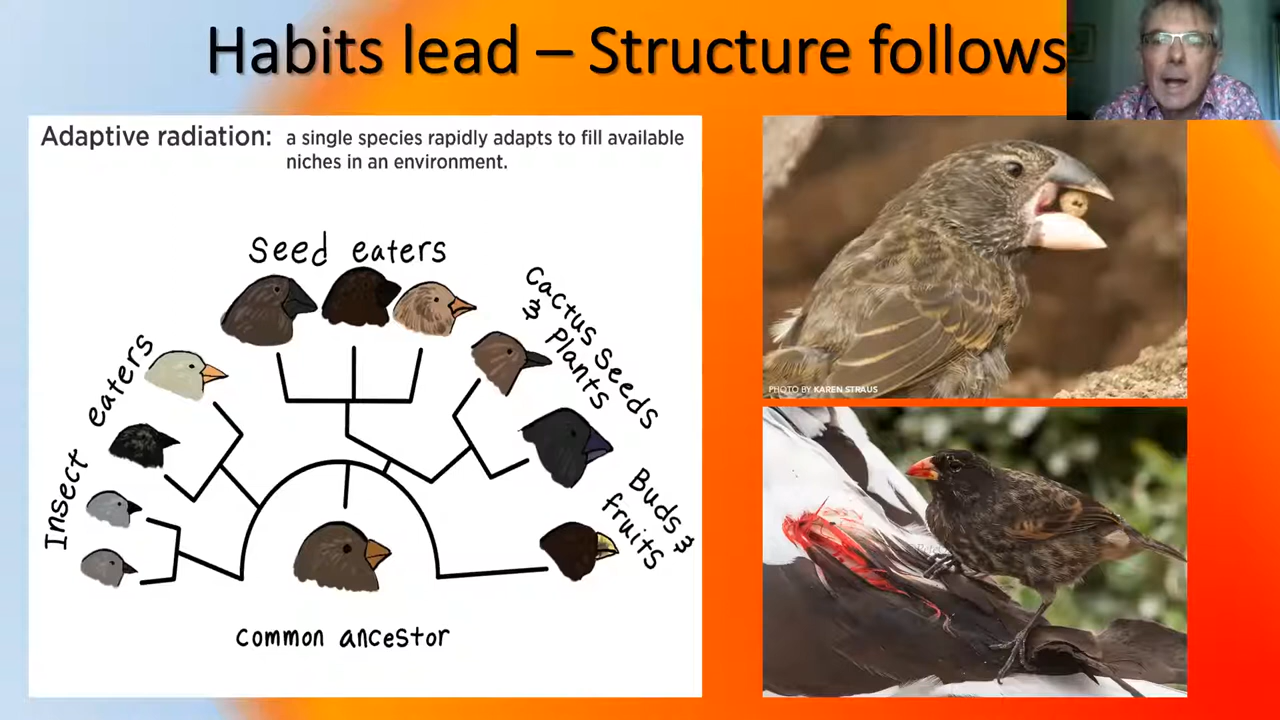 Habits lead – Structure follows
Adaptive radiation:
a single species rapidly adapts to fill available
niches in an environment.
Seed eaters
Cactus Seeds
& Plants
Insect eaters
Buds &
fruits
common ancestor
PHOTO BY KAREN STRAUS